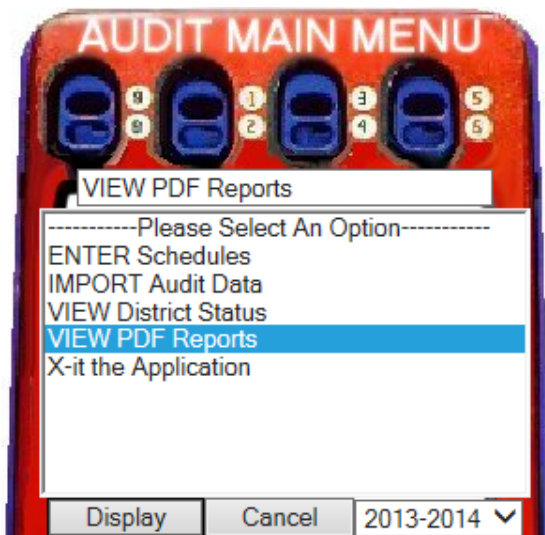 AUDIT MAIN MENU
9 1 3 5
8 2 4 6
VIEW PDF Reports
-----------Please Select An Option-----------
ENTER Schedules
IMPORT Audit Data
VIEW District Status
VIEW PDF Reports
X-it the Application
Display Cancel 2013-2014